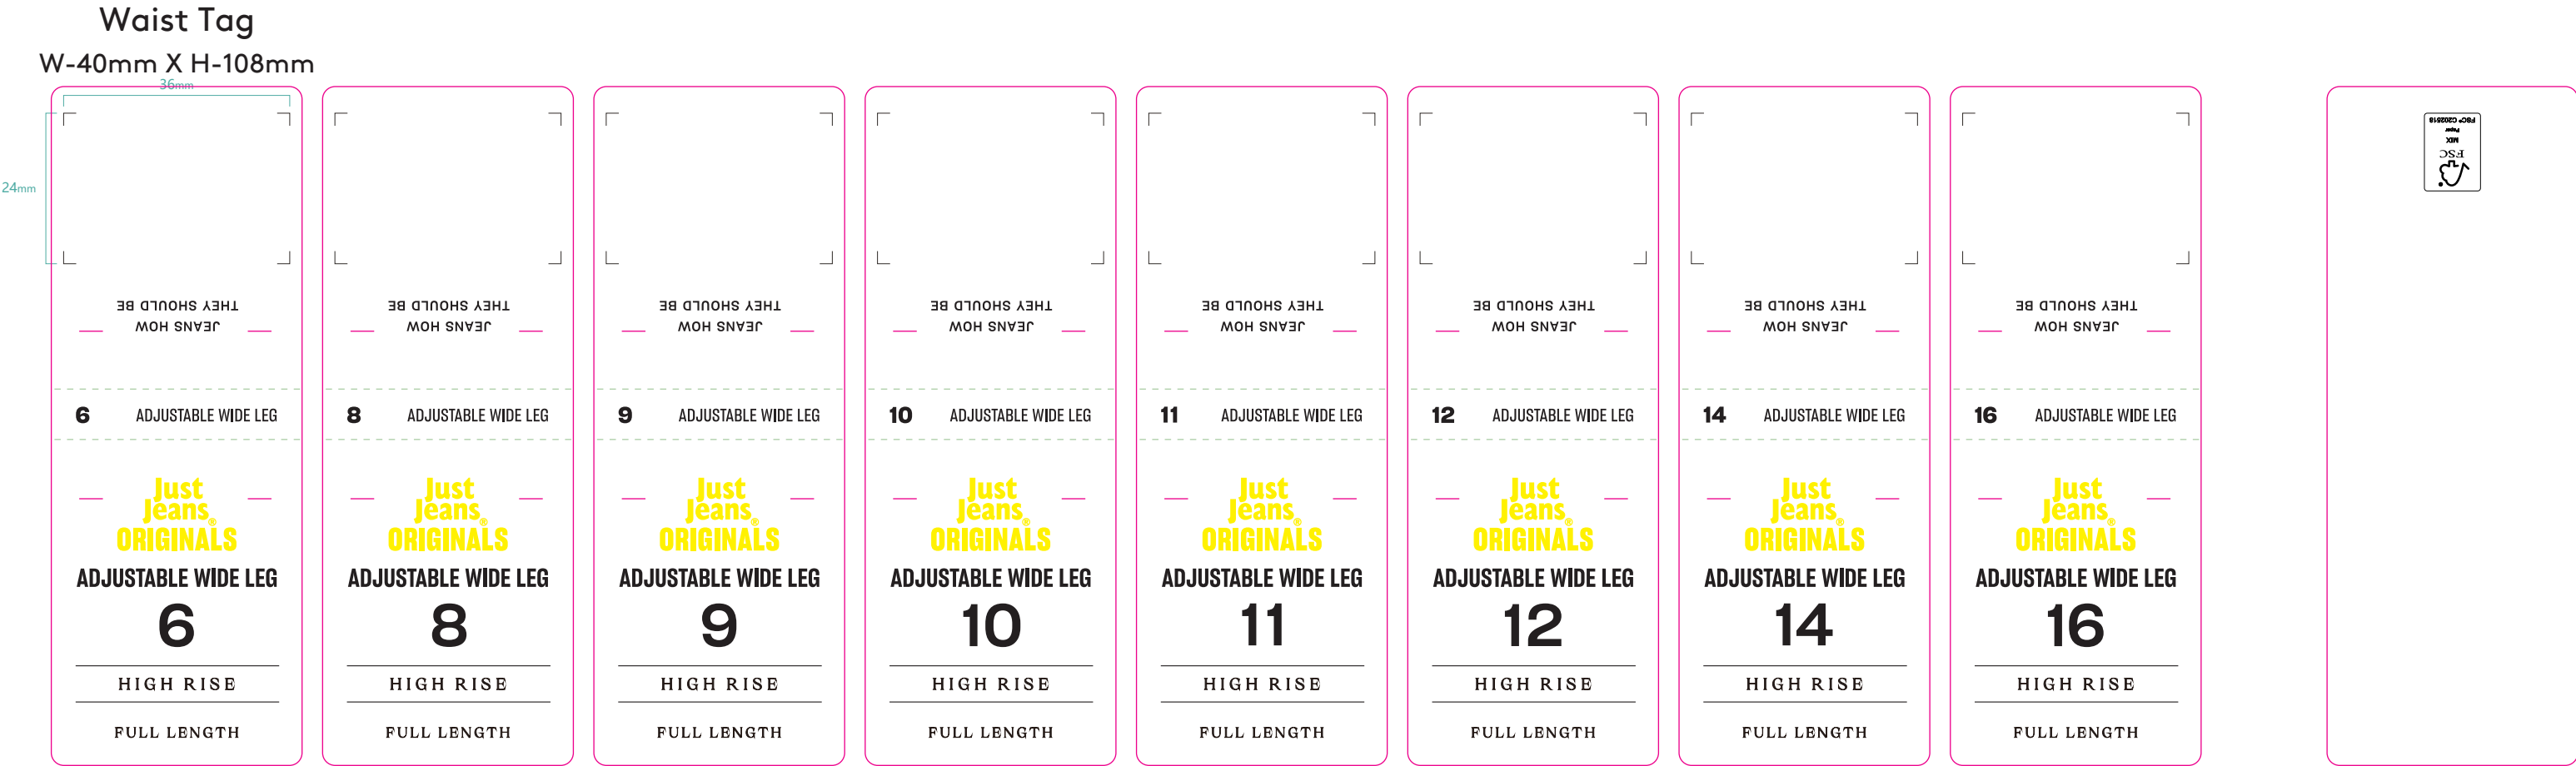 Waist Tag
W-40mm X H-108mm
36mm
24mm
THEY SHOULD BE
JEANS HOW
6 ADJUSTABLE WIDE LEG
Just
Jeans®
ORIGINALS
ADJUSTABLE WIDE LEG
6
HIGH RISE
FULL LENGTH
THEY SHOULD BE
JEANS HOW
8 ADJUSTABLE WIDE LEG
Just
Jeans®
ORIGINALS
ADJUSTABLE WIDE LEG
8
HIGH RISE
FULL LENGTH
THEY SHOULD BE
JEANS HOW
9 ADJUSTABLE WIDE LEG
Just
Jeans®
ORIGINALS
ADJUSTABLE WIDE LEG
9
HIGH RISE
FULL LENGTH
THEY SHOULD BE
JEANS HOW
10 ADJUSTABLE WIDE LEG
Just
Jeans®
ORIGINALS
ADJUSTABLE WIDE LEG
10
HIGH RISE
FULL LENGTH
THEY SHOULD BE
JEANS HOW
11 ADJUSTABLE WIDE LEG
Just
Jeans®
ORIGINALS
ADJUSTABLE WIDE LEG
11
HIGH RISE
FULL LENGTH
THEY SHOULD BE
JEANS HOW
12 ADJUSTABLE WIDE LEG
Just
Jeans®
ORIGINALS
ADJUSTABLE WIDE LEG
12
HIGH RISE
FULL LENGTH
THEY SHOULD BE
JEANS HOW
14 ADJUSTABLE WIDE LEG
Just
Jeans®
ORIGINALS
ADJUSTABLE WIDE LEG
14
HIGH RISE
FULL LENGTH
THEY SHOULD BE
JEANS HOW
16 ADJUSTABLE WIDE LEG
Just
Jeans®
ORIGINALS
ADJUSTABLE WIDE LEG
16
HIGH RISE
FULL LENGTH
FSC
MIX
Paper
FSC® C202518